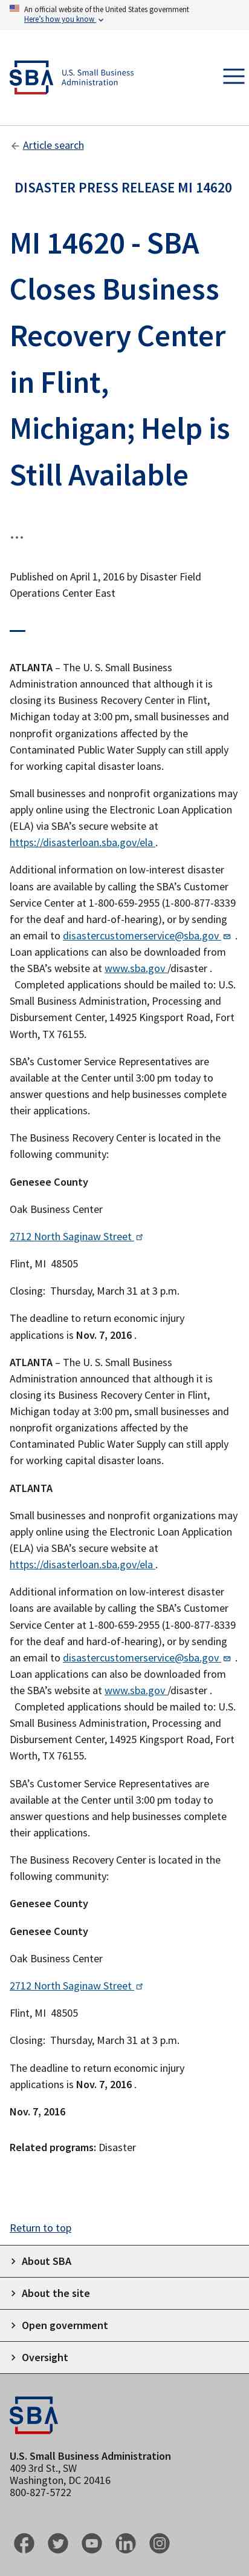 An official website of the United States government
Here's how you know
SBA U.S. Small Business
Administration
Article search
DISASTER PRESS RELEASE MI 14620
MI 14620 - SBA
Closes Business
Recovery Center
in Flint,
Michigan; Help is
Still Available
...
Published on April 1, 2016 by Disaster Field
Operations Center East
ATLANTA – The U. S. Small Business
Administration announced that although it is
closing its Business Recovery Center in Flint,
Michigan today at 3:00 pm, small businesses and
nonprofit organizations affected by the
Contaminated Public Water Supply can still apply
for working capital disaster loans.
Small businesses and nonprofit organizations may
apply online using the Electronic Loan Application
(ELA) via SBA's secure website at
https://disasterloan.sba.gov/ela .
Additional information on low-interest disaster
loans are available by calling the SBA's Customer
Service Center at 1-800-659-2955 (1-800-877-8339
for the deaf and hard-of-hearing), or by sending
an email to disastercustomerservice@sba.gov .
Loan applications can also be downloaded from
the SBA's website at www.sba.gov /disaster .
Completed applications should be mailed to: U.S.
Small Business Administration, Processing and
Disbursement Center, 14925 Kingsport Road, Fort
Worth, TX 76155.
SBA's Customer Service Representatives are
available at the Center until 3:00 pm today to
answer questions and help businesses complete
their applications.
The Business Recovery Center is located in the
following community:
Genesee County
Oak Business Center
2712 North Saginaw Street
Flint, MI 48505
Closing: Thursday, March 31 at 3 p.m.
The deadline to return economic injury
applications is Nov. 7, 2016 .
ATLANTA – The U. S. Small Business
Administration announced that although it is
closing its Business Recovery Center in Flint,
Michigan today at 3:00 pm, small businesses and
nonprofit organizations affected by the
Contaminated Public Water Supply can still apply
for working capital disaster loans.
ATLANTA
Small businesses and nonprofit organizations may
apply online using the Electronic Loan Application
(ELA) via SBA's secure website at
https://disasterloan.sba.gov/ela .
Additional information on low-interest disaster
loans are available by calling the SBA's Customer
Service Center at 1-800-659-2955 (1-800-877-8339
for the deaf and hard-of-hearing), or by sending
an email to disastercustomerservice@sba.gov .
Loan applications can also be downloaded from
the SBA's website at www.sba.gov /disaster .
Completed applications should be mailed to: U.S.
Small Business Administration, Processing and
Disbursement Center, 14925 Kingsport Road, Fort
Worth, TX 76155.
SBA's Customer Service Representatives are
available at the Center until 3:00 pm today to
answer questions and help businesses complete
their applications.
The Business Recovery Center is located in the
following community:
Genesee County
Genesee County
Oak Business Center
2712 North Saginaw Street
Flint, MI 48505
Closing: Thursday, March 31 at 3 p.m.
The deadline to return economic injury
applications is Nov. 7, 2016 .
Nov. 7, 2016
Related programs: Disaster
Return to top
About SBA
About the site
Open government
Oversight
SBA
U.S. Small Business Administration
409 3rd St., SW
Washington, DC 20416
800-827-5722